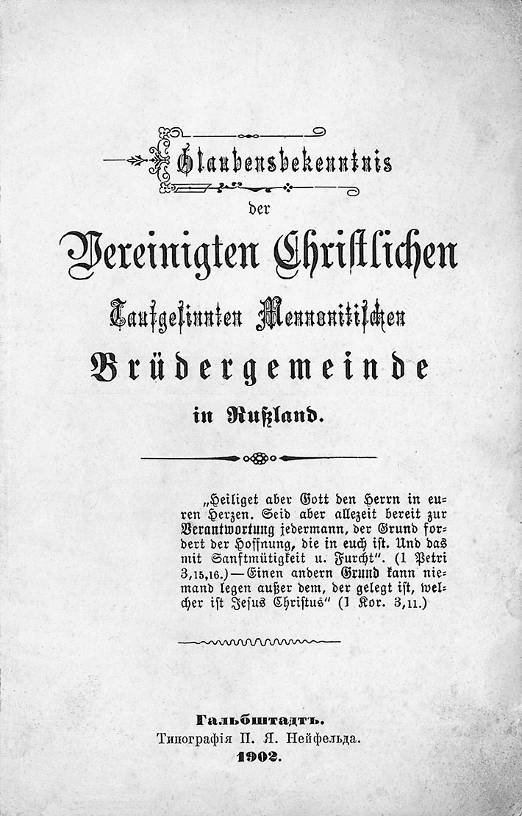 Glaubensbekenntnis
der
Vereinigten Christlichen
Taufgesinnten Mennonitischen
Brüdergemeinde
in Rußland.
„Heiliget aber Gott den Herrn in eu-
ren Herzen. Seid aber allezeit bereit zur
Verantwortung jedermann, der Grund for-
dert der Hoffnung, die in euch ist. Und das
mit Sanftmütigkeit u. Furcht“. (1 Petri
3,15,16.)—Einen andern Grund kann nie-
mand legen außer dem, der gelegt ist, wel-
cher ist Jesus Christus“ (1 Kor. 3,11.)
Гальбштадтъ.
Типографія П. Я. Нейфельда.
1902.